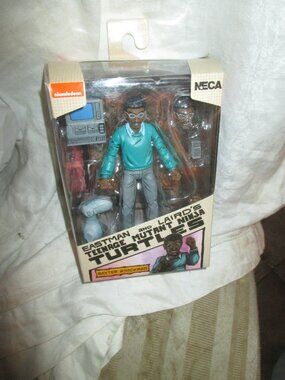 nickelodeon
NECA
EASTMAN AND LAIRD'S
TEENAGE MUTANT NINJA
TURTLES
BAXTER STOCKMAN